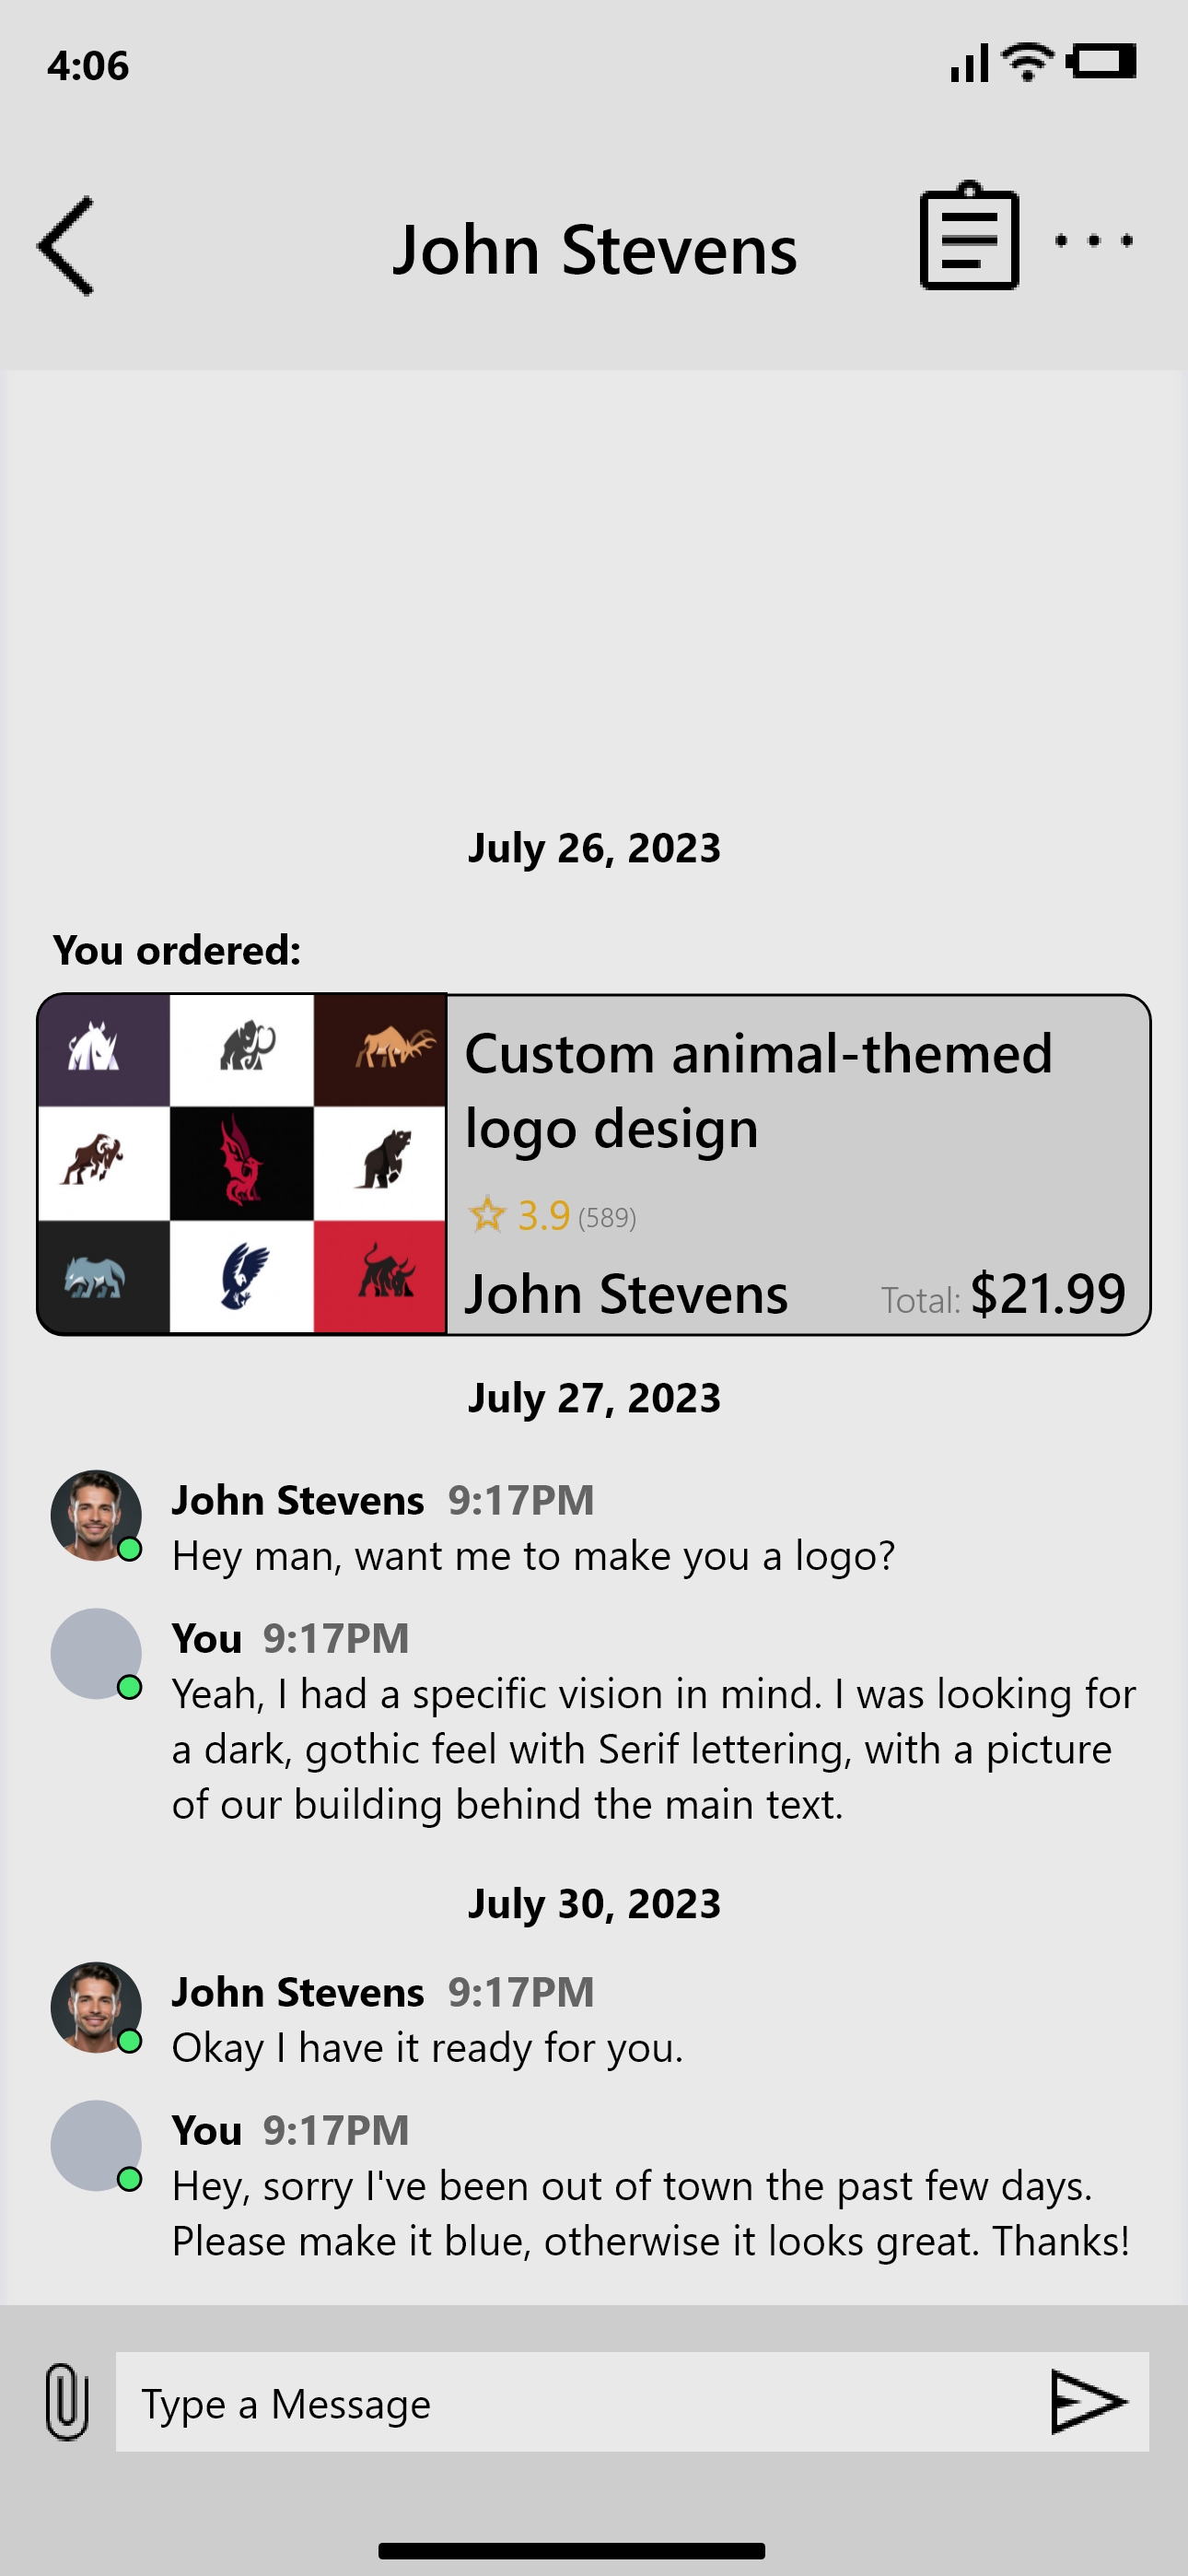 4:06
John Stevens
July 26, 2023
You ordered:
Custom animal-themed
logo design
3.9 (589)
John Stevens Total: $21.99
July 27, 2023
John Stevens 9:17PM
Hey man, want me to make you a logo?
You 9:17PM
Yeah, I had a specific vision in mind. I was looking for
a dark, gothic feel with Serif lettering, with a picture
of our building behind the main text.
July 30, 2023
John Stevens 9:17PM
Okay I have it ready for you.
You 9:17PM
Hey, sorry I've been out of town the past few days.
Please make it blue, otherwise it looks great. Thanks!
Type a Message